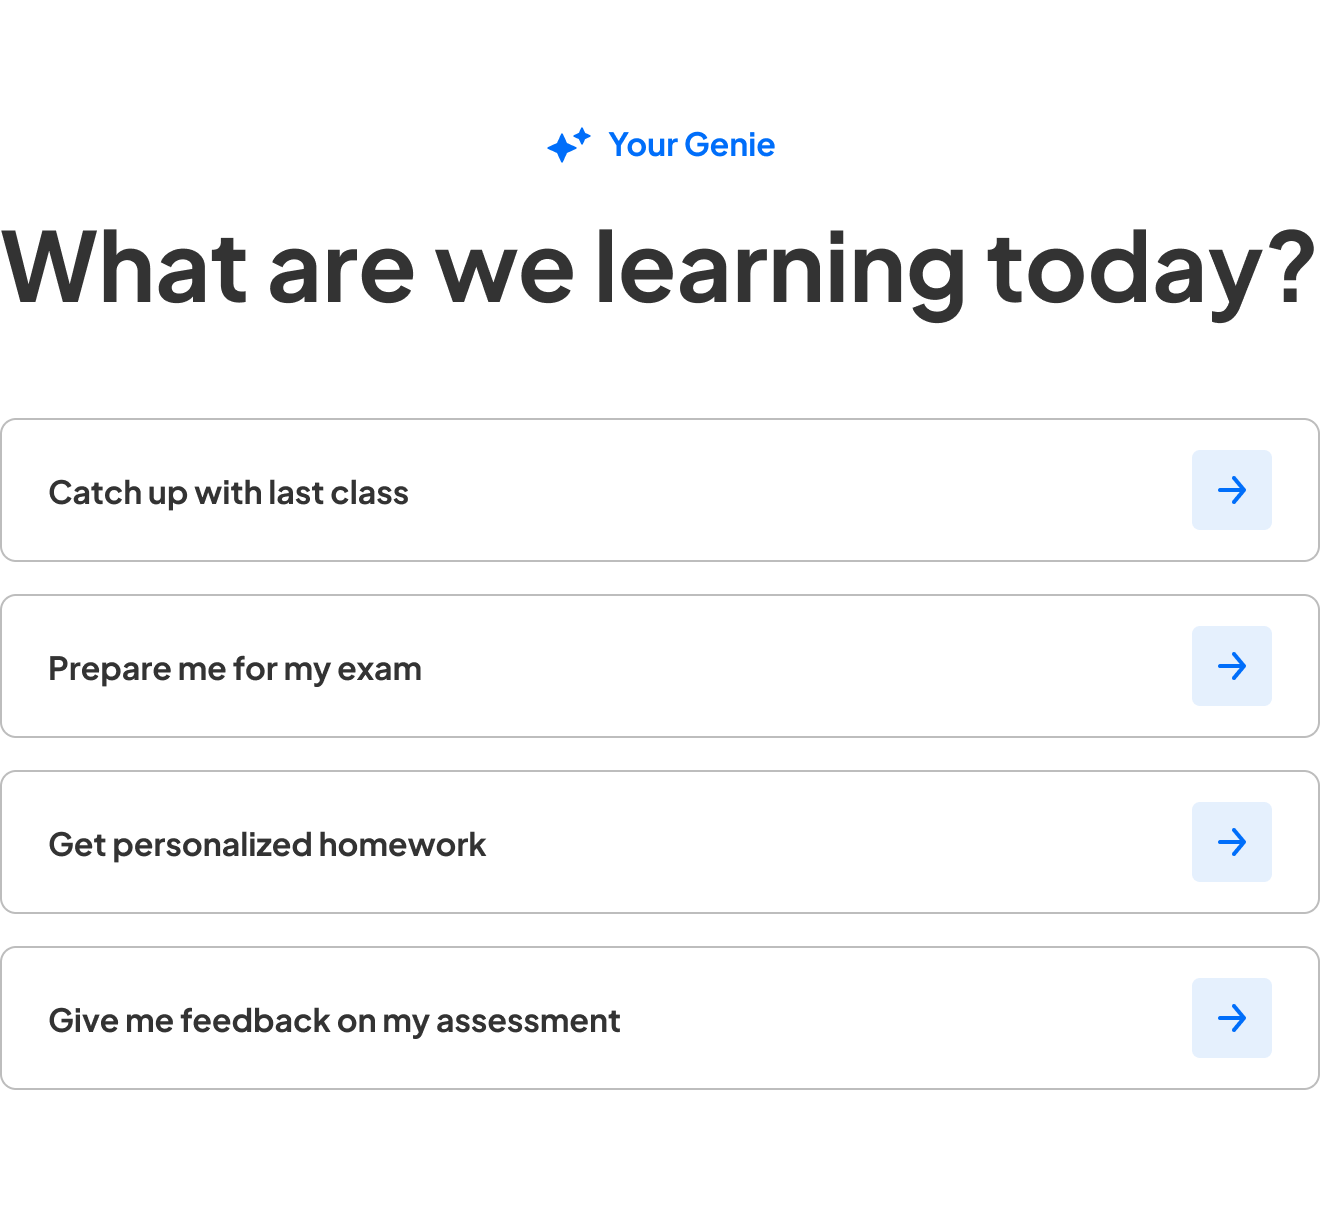 Your Genie
What are we learning today?
Catch up with last class
Prepare me for my exam
Get personalized homework
Give me feedback on my assessment